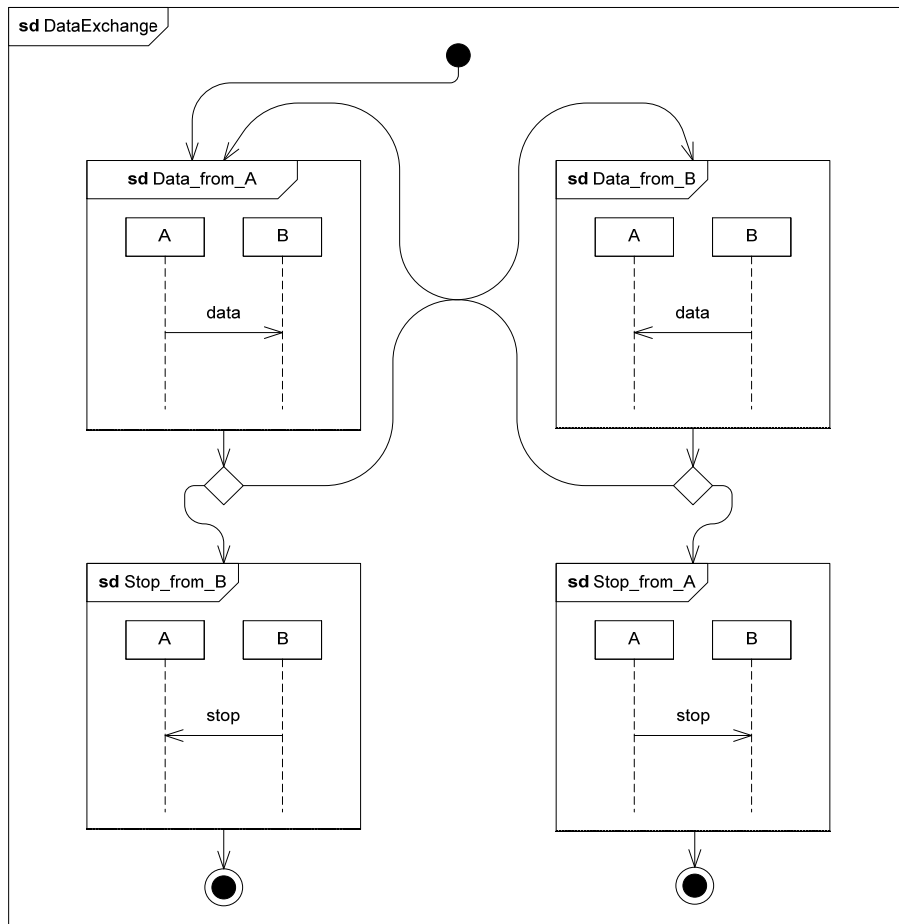 sd DataExchange
sd Data_from_A
A B
data
sd Data_from_B
A B
data
sd Stop_from_B
A B
stop
sd Stop_from_A
A B
stop